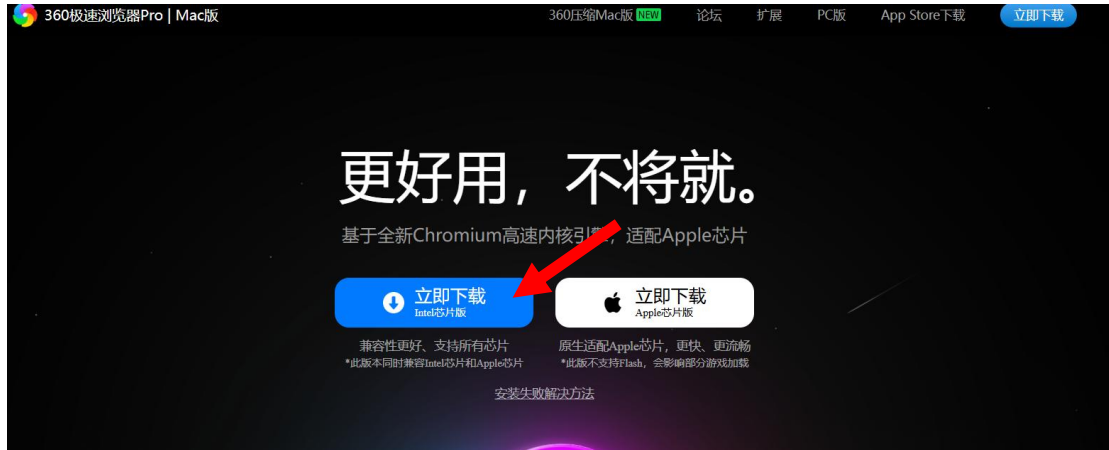 360极速浏览器Pro | Mac版
360压缩Mac版 NEW 论坛 扩展 PC版 App Store下载 立即下载
更好用，不将就。
基于全新Chromium高速内核引擎，适配Apple芯片
立即下载
Intel芯片版
兼容性更好、支持所有芯片
*此版本同时兼容Intel芯片和Apple芯片
立即下载
Apple芯片版
原生适配Apple芯片，更快、更流畅
*此版不支持Flash，会影响部分游戏加载
安装失败解决方法